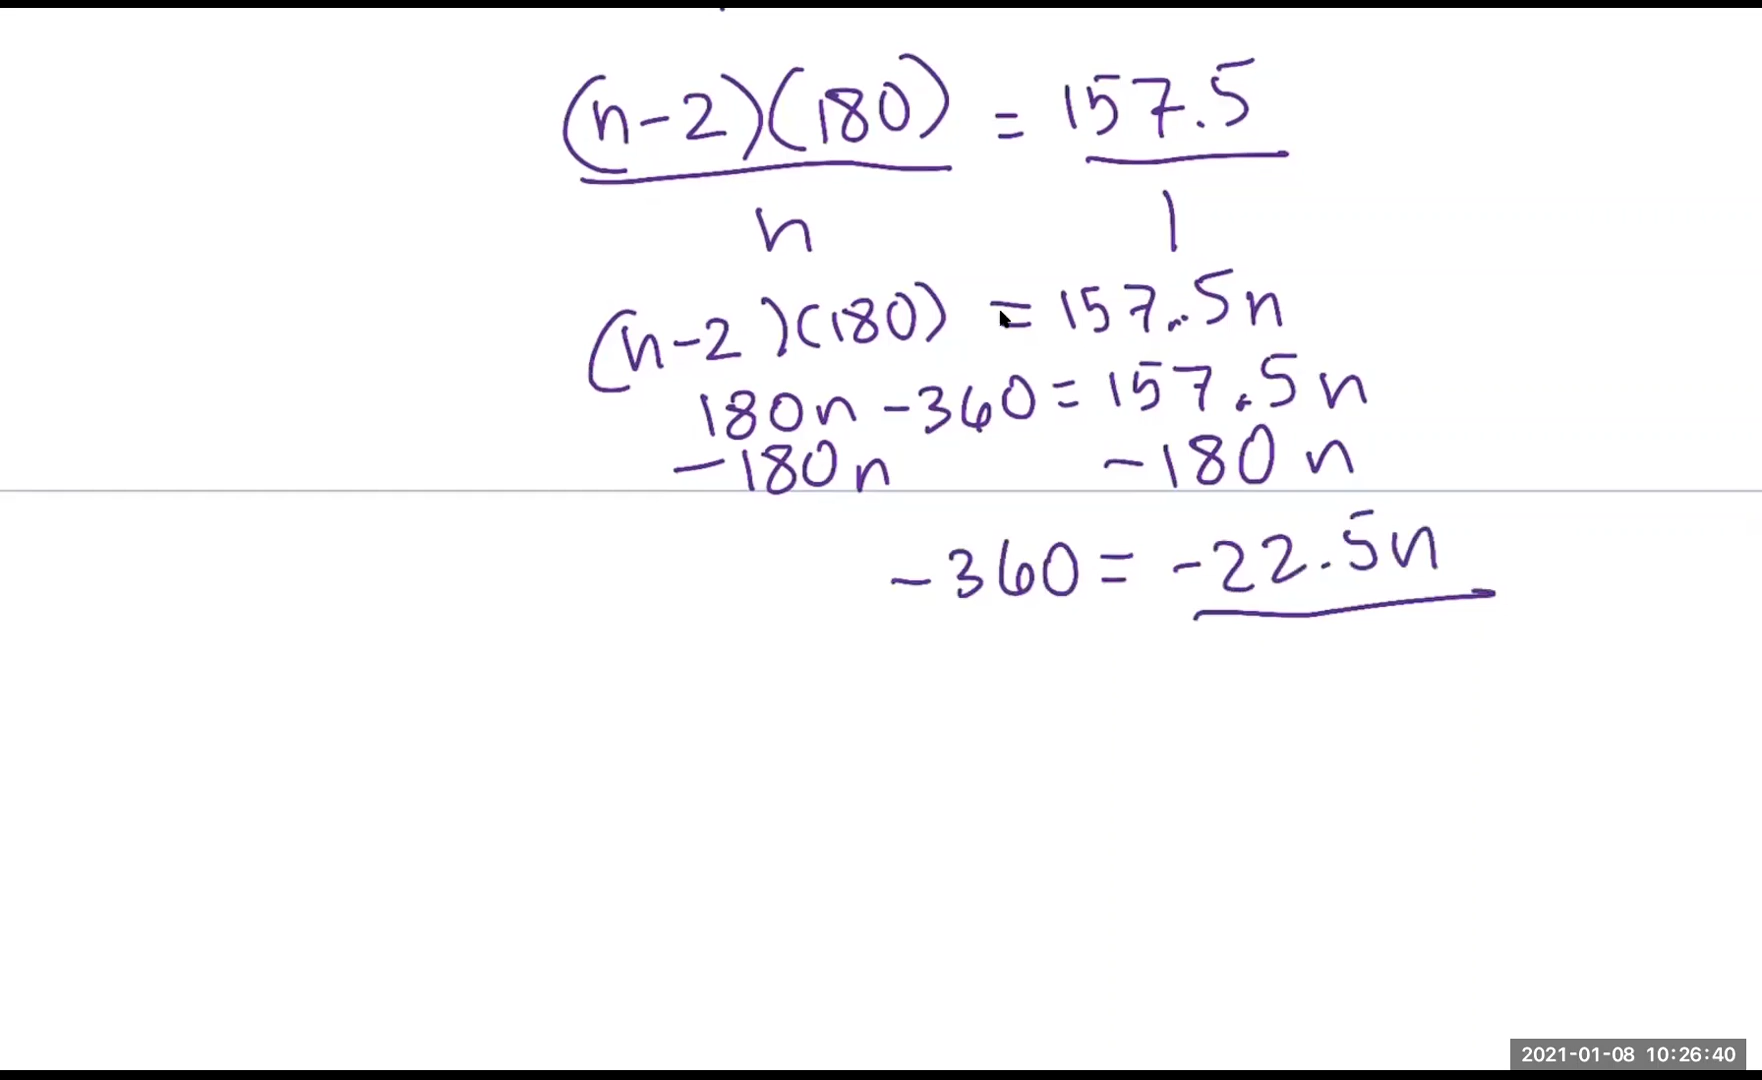 (n-2)(180) = 157.5
n 1
(n-2)(180) = 157.5n
180n -360 = 157.5n
-180n -180n
-360 = -22.5n
2021-01-08 10:26:40